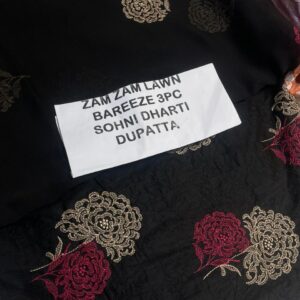 ZAM ZAM LAWN
BAREEZE 3PC
SOHNI DHARTI
DUPATTA